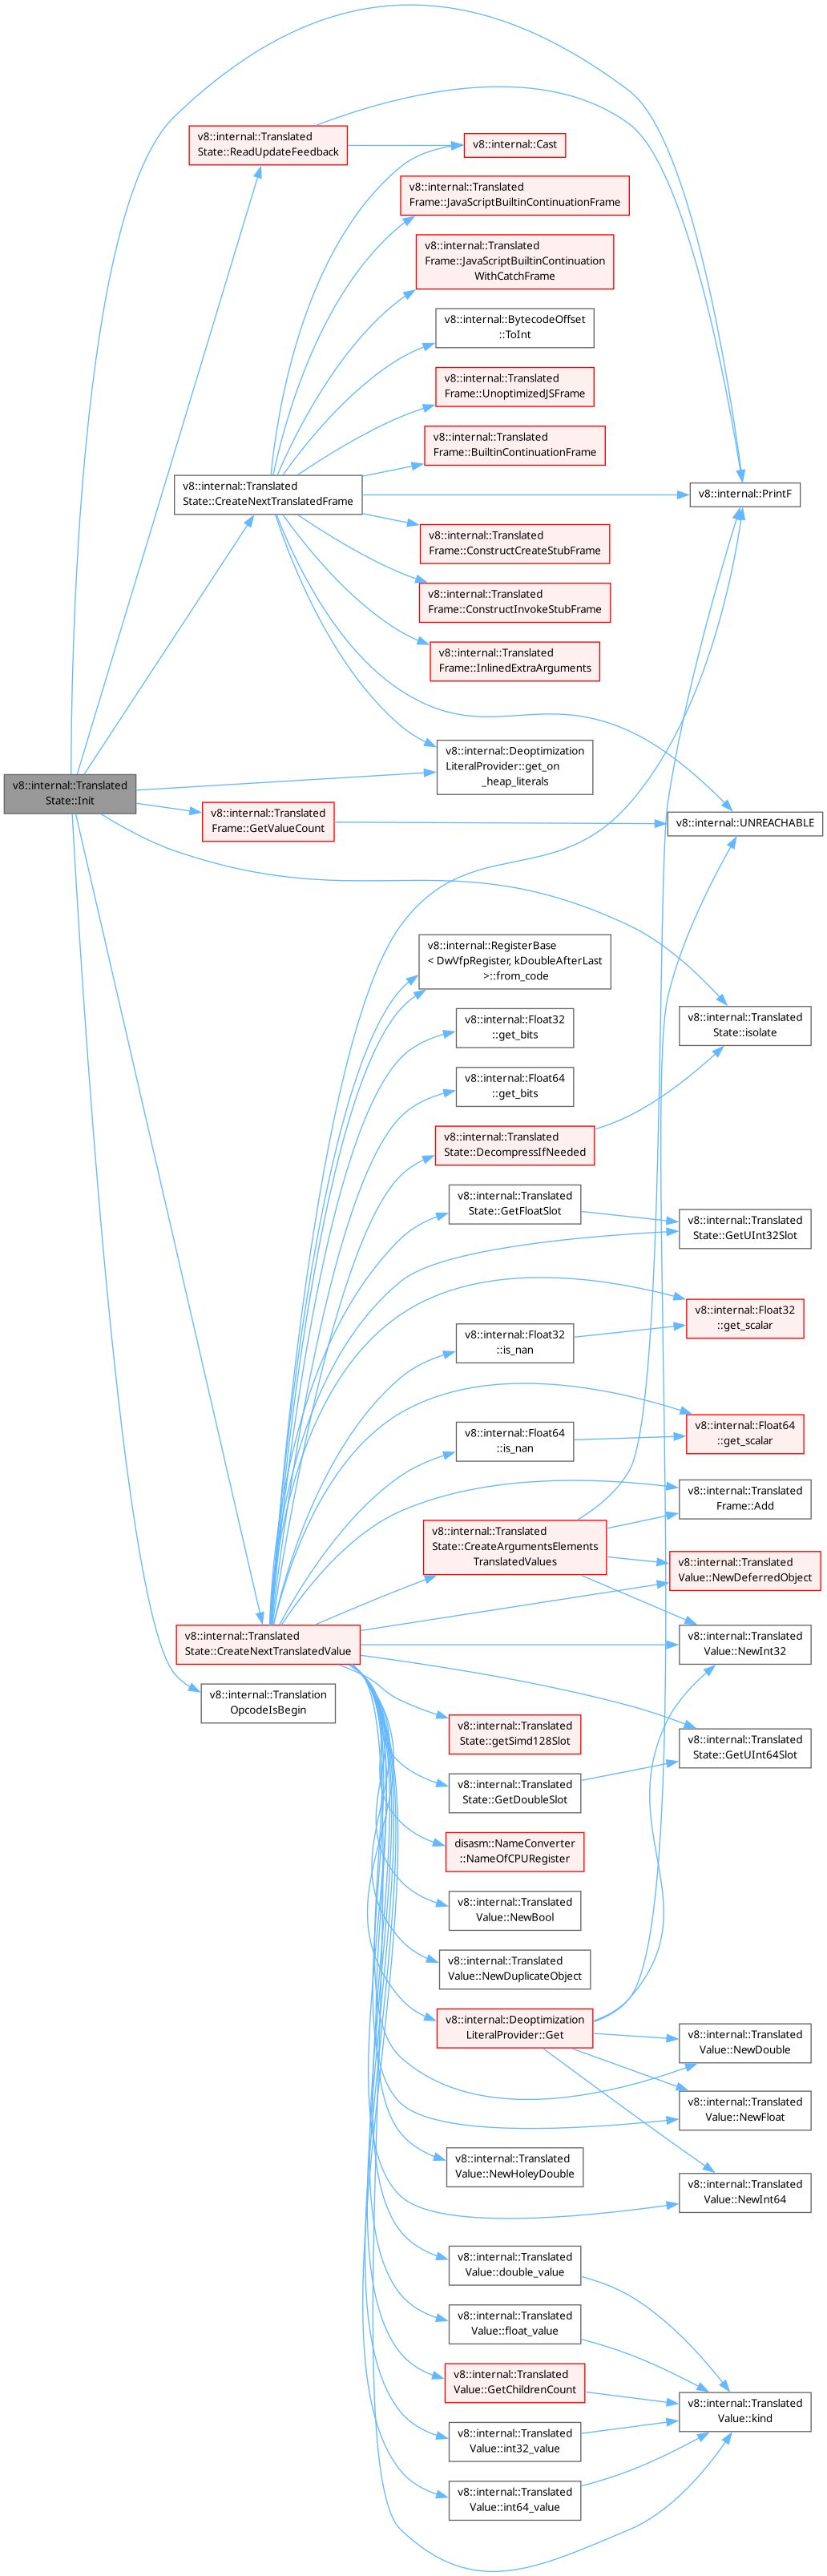 v8::internal::Translated
State::ReadUpdateFeedback
v8::internal::Cast
v8::internal::Translated
Frame::JavaScriptBuiltinContinuationFrame
v8::internal::Translated
Frame::JavaScriptBuiltinContinuation
WithCatchFrame
v8::internal::BytecodeOffset
::ToInt
v8::internal::Translated
Frame::UnoptimizedJSFrame
v8::internal::Translated
Frame::BuiltinContinuationFrame
v8::internal::Translated
State::CreateNextTranslatedFrame
v8::internal::PrintF
v8::internal::Translated
Frame::ConstructCreateStubFrame
v8::internal::Translated
Frame::ConstructInvokeStubFrame
v8::internal::Translated
Frame::InlinedExtraArguments
v8::internal::Deoptimization
LiteralProvider::get_on
_heap_literals
v8::internal::Translated
State::Init
v8::internal::Translated
Frame::GetValueCount
v8::internal::UNREACHABLE
v8::internal::RegisterBase
< DwVfpRegister, kDoubleAfterLast
>::from_code
v8::internal::Float32
::get_bits
v8::internal::Translated
State::isolate
v8::internal::Float64
::get_bits
v8::internal::Translated
State::DecompressIfNeeded
v8::internal::Translated
State::GetFloatSlot
v8::internal::Translated
State::GetUInt32Slot
v8::internal::Float32
::get_scalar
v8::internal::Float32
::is_nan
v8::internal::Float64
::get_scalar
v8::internal::Float64
::is_nan
v8::internal::Translated
Frame::Add
v8::internal::Translated
State::CreateArgumentsElements
TranslatedValues
v8::internal::Translated
Value::NewDeferredObject
v8::internal::Translated
State::CreateNextTranslatedValue
v8::internal::Translated
Value::NewInt32
v8::internal::Translation
OpcodeIsBegin
v8::internal::Translated
State::getSimd128Slot
v8::internal::Translated
State::GetUInt64Slot
v8::internal::Translated
State::GetDoubleSlot
disasm::NameConverter
::NameOfCPURegister
v8::internal::Translated
Value::NewBool
v8::internal::Translated
Value::NewDuplicateObject
v8::internal::Deoptimization
LiteralProvider::Get
v8::internal::Translated
Value::NewDouble
v8::internal::Translated
Value::NewFloat
v8::internal::Translated
Value::NewHoleyDouble
v8::internal::Translated
Value::NewInt64
v8::internal::Translated
Value::double_value
v8::internal::Translated
Value::float_value
v8::internal::Translated
Value::GetChildrenCount
v8::internal::Translated
Value::kind
v8::internal::Translated
Value::int32_value
v8::internal::Translated
Value::int64_value